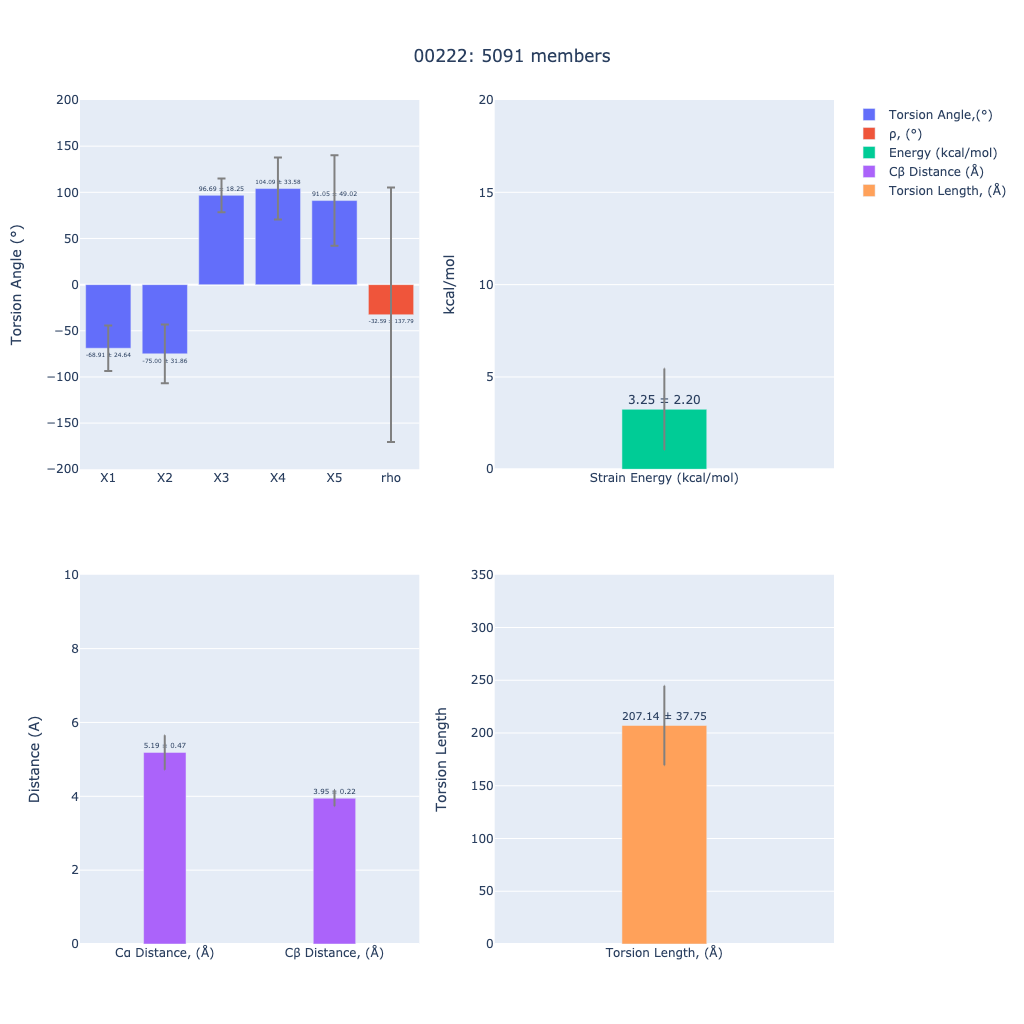 00222: 5091 members
200
150
100
50
0
−50
−100
−150
−200
Torsion Angle (°)
-68.91 ± 24.64
-75.00 ± 31.86
96.69 ± 18.25
104.09 ± 33.58
91.05 ± 49.02
-32.59 ± 137.79
X1 X2 X3 X4 X5 rho
20
15
10
5
0
kcal/mol
3.25 ± 2.20
Strain Energy (kcal/mol)
Torsion Angle,(°)
ρ, (°)
Energy (kcal/mol)
Cβ Distance (Å)
Torsion Length, (Å)
10
8
6
4
2
0
Distance (A)
5.19 ± 0.47
3.95 ± 0.22
Cα Distance, (Å) Cβ Distance, (Å)
350
300
250
200
150
100
50
0
Torsion Length
207.14 ± 37.75
Torsion Length, (Å)